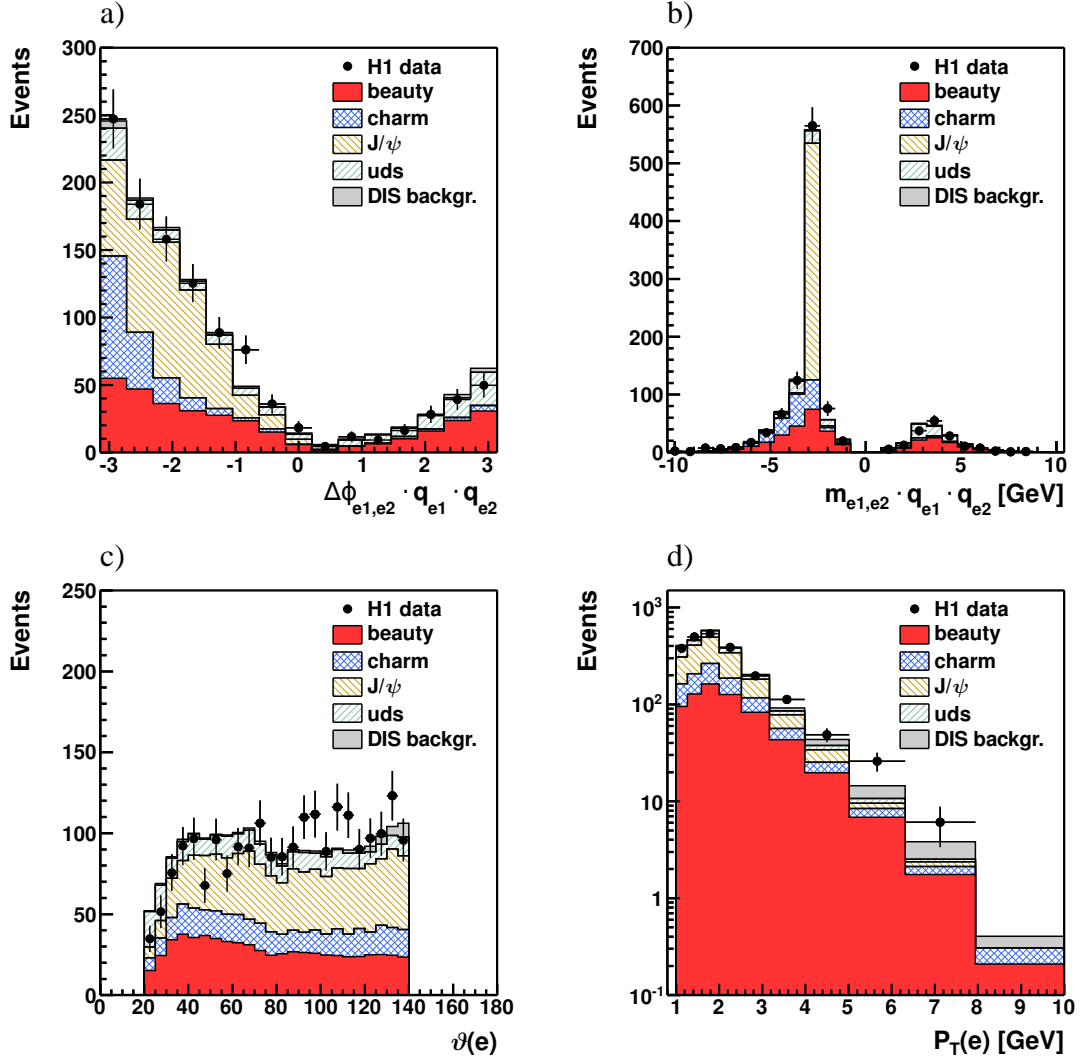 a)
Events
300
250
200
150
100
50
0
-3 -2 -1 0 1 2 3
Δϕe1,e2 · qe1 · qe2
H1 data
beauty
charm
J/ψ
uds
DIS backgr.
b)
Events
700
600
500
400
300
200
100
0
-10 -5 0 5 10
me1,e2 · qe1 · qe2 [GeV]
H1 data
beauty
charm
J/ψ
uds
DIS backgr.
c)
Events
250
200
150
100
50
0
0 20 40 60 80 100 120 140 160 180
ϑ(e)
H1 data
beauty
charm
J/ψ
uds
DIS backgr.
d)
Events
10³
10²
10
1
10⁻¹
1 2 3 4 5 6 7 8 9 10
PT(e) [GeV]
H1 data
beauty
charm
J/ψ
uds
DIS backgr.